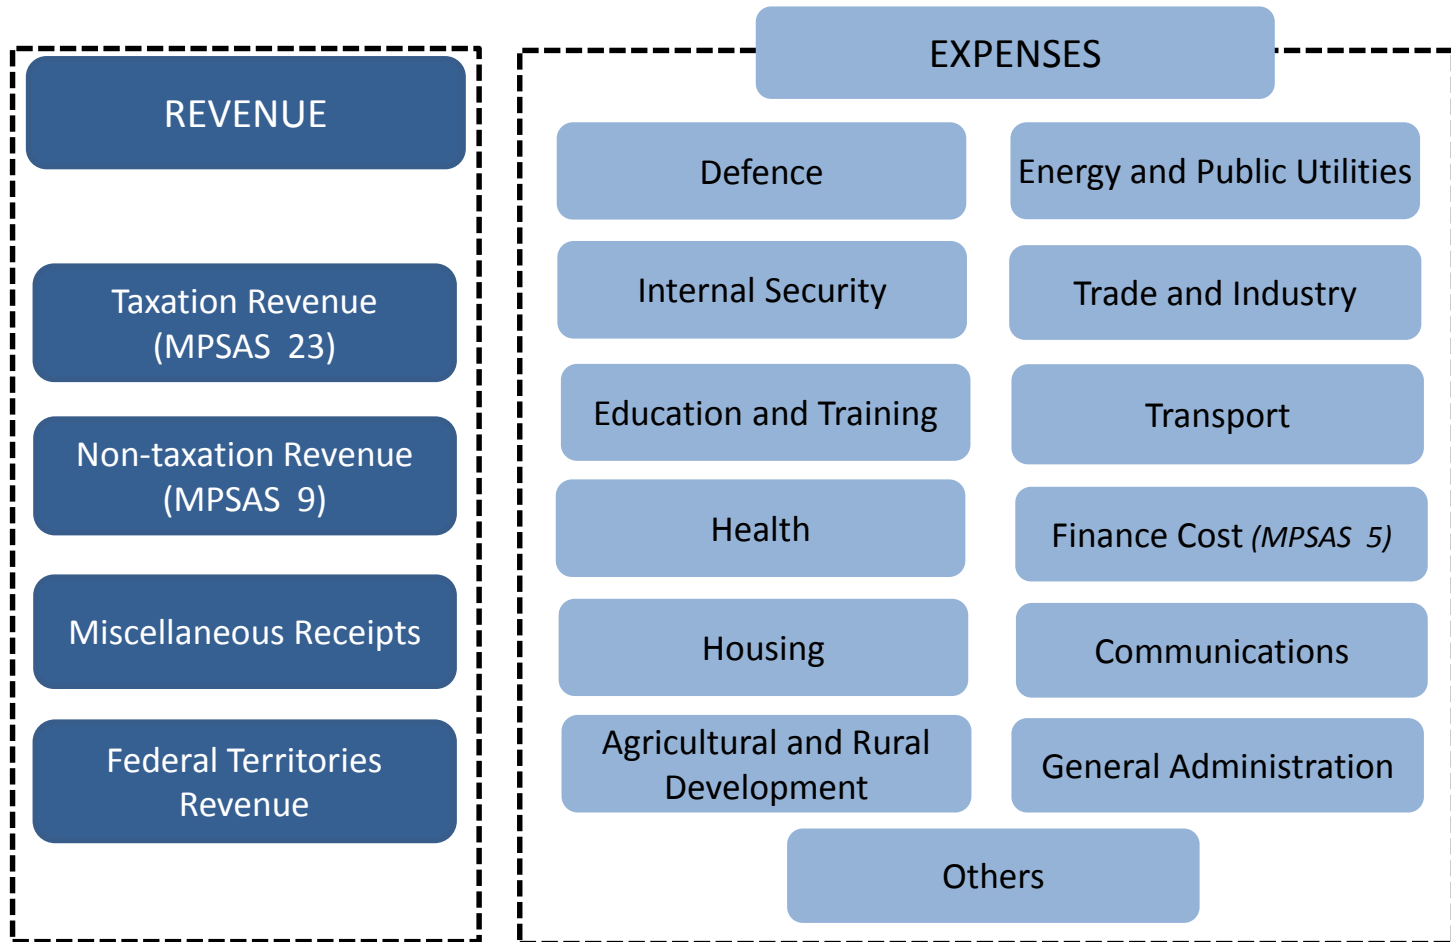 REVENUE
Taxation Revenue
(MPSAS 23)
Non-taxation Revenue
(MPSAS 9)
Miscellaneous Receipts
Federal Territories
Revenue
EXPENSES
Defence
Energy and Public Utilities
Internal Security
Trade and Industry
Education and Training
Transport
Health
Finance Cost (MPSAS 5)
Housing
Communications
Agricultural and Rural
Development
General Administration
Others